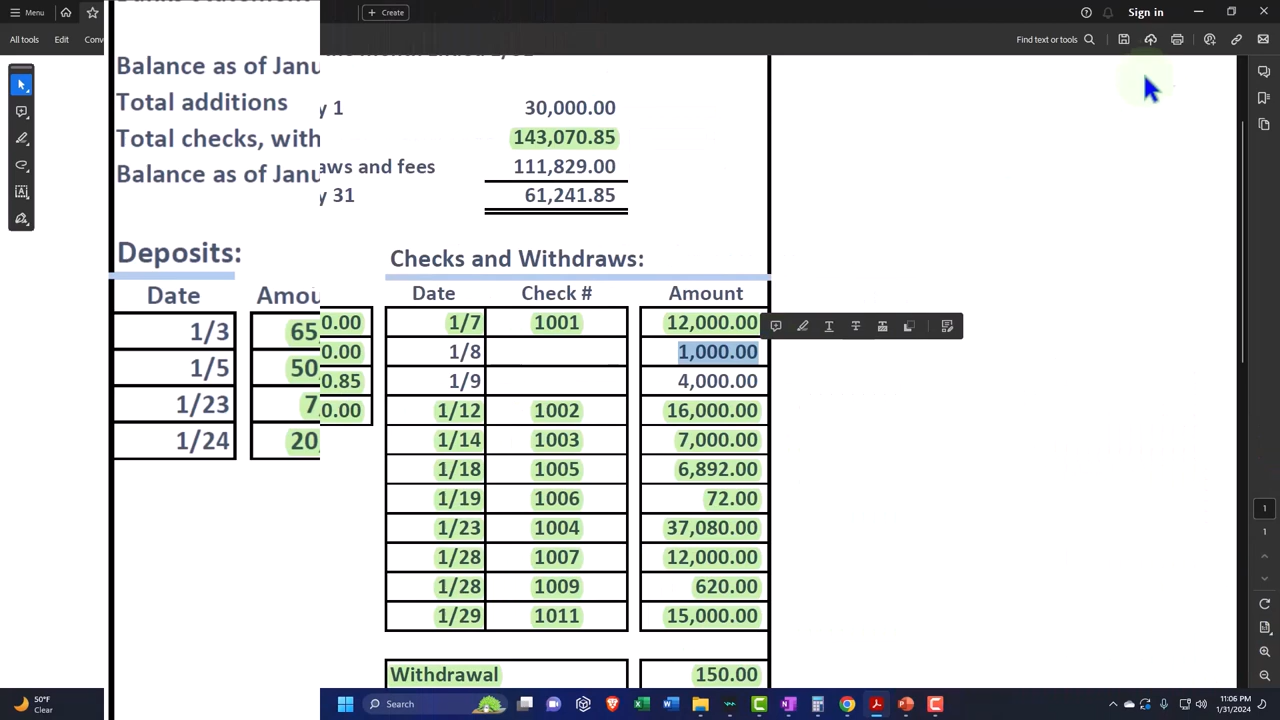 Menu
Create
Sign in
All tools
Edit
Conv
Find text or tools
Balance as of Janu
y 1
30,000.00
Total additions
143,070.85
Total checks, with
aws and fees
111,829.00
Balance as of Janu
y 31
61,241.85
Deposits:
Date
Amou
1/3
65,
0.00
1/5
50,
0.00
1/23
7,
0.85
1/24
20,
0.00
Checks and Withdraws:
Date Check # Amount
1/7 1001 12,000.00
1/8 1,000.00
1/9 4,000.00
1/12 1002 16,000.00
1/14 1003 7,000.00
1/18 1005 6,892.00
1/19 1006 72.00
1/23 1004 37,080.00
1/28 1007 12,000.00
1/28 1009 620.00
1/29 1011 15,000.00
Withdrawal 150.00
1
1
50°F
Clear
Search
11:06 PM
1/31/2024